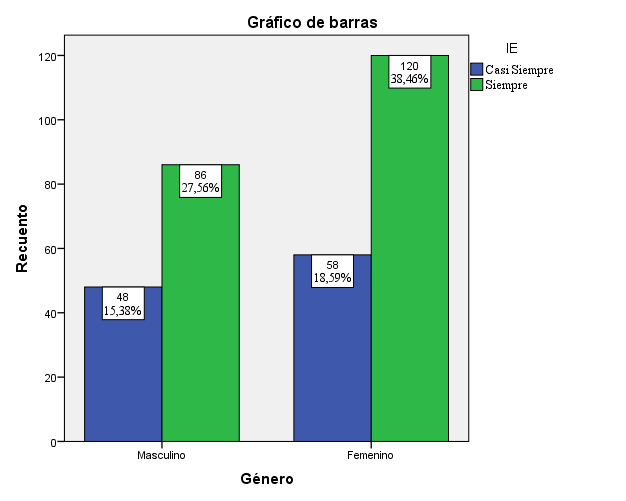 Gráfico de barras
IE
Casi Siempre
Siempre
Recuento
120
100
80
60
40
20
0
48
15,38%
86
27,56%
58
18,59%
120
38,46%
Masculino
Femenino
Género